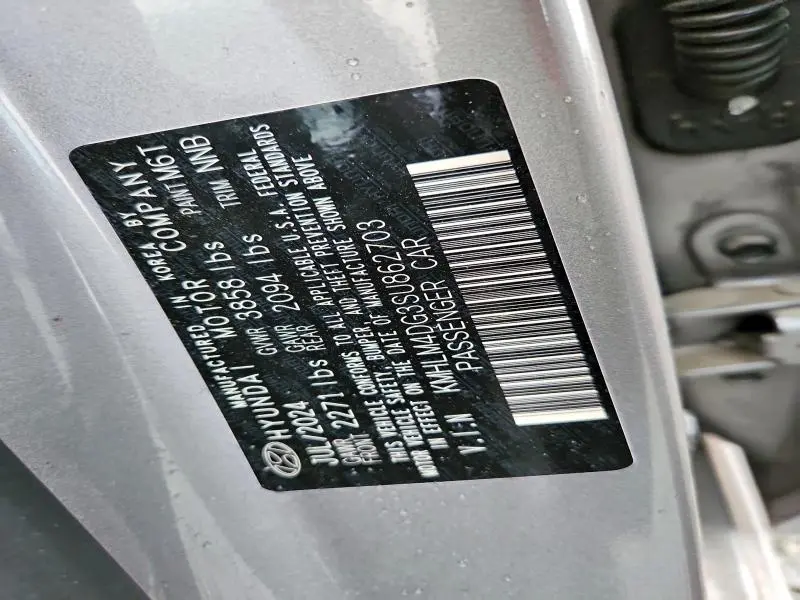 MANUFACTURED IN KOREA BY
HYUNDAI MOTOR COMPANY
JUL/2024 GVWR 3858 lbs PAINT M6T
GAWR FRONT 2271 lbs GAWR REAR 2094 lbs TRIM NNB
THIS VEHICLE CONFORMS TO ALL APPLICABLE U.S.A. FEDERAL
MOTOR VEHICLE SAFETY, BUMPER, AND THEFT PREVENTION STANDARDS
IN EFFECT ON THE DATE OF MANUFACTURE SHOWN ABOVE
V.I.N KMHLM4DG3SU862703
PASSENGER CAR